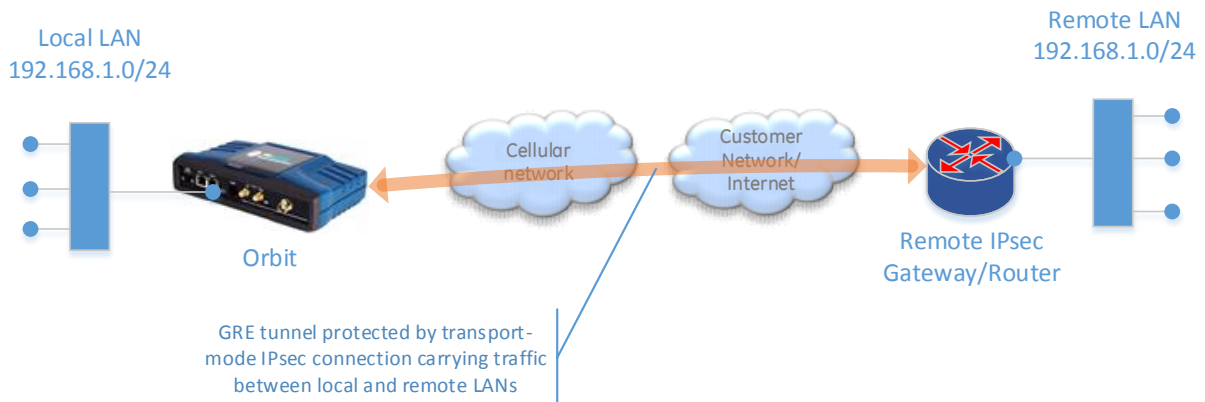 Local LAN
192.168.1.0/24
Remote LAN
192.168.1.0/24
Cellular
network
Customer
Network/
Internet
Orbit
Remote IPsec
Gateway/Router
GRE tunnel protected by transport-
mode IPsec connection carrying traffic
between local and remote LANs